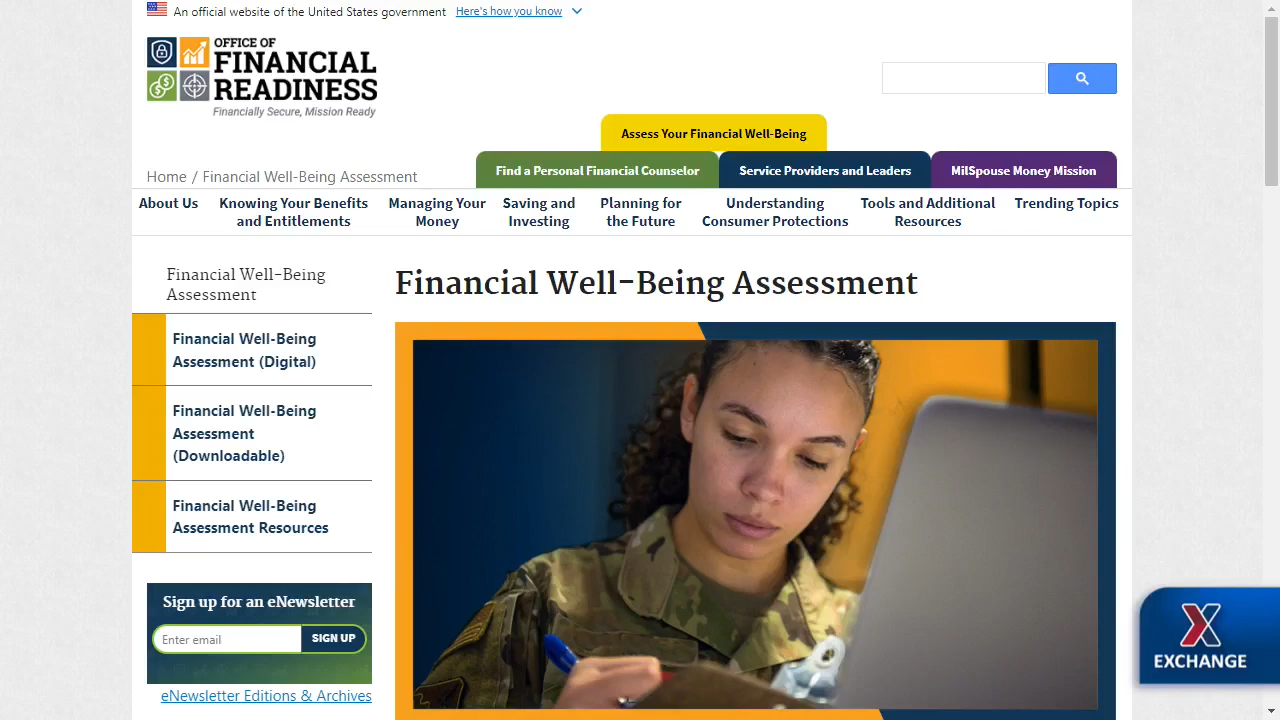 An official website of the United States government Here's how you know
OFFICE OF
FINANCIAL
READINESS
Financially Secure, Mission Ready
Assess Your Financial Well-Being
Home / Financial Well-Being Assessment
Find a Personal Financial Counselor
Service Providers and Leaders
MilSpouse Money Mission
About Us
Knowing Your Benefits
and Entitlements
Managing Your
Money
Saving and
Investing
Planning for
the Future
Understanding
Consumer Protections
Tools and Additional
Resources
Trending Topics
Financial Well-Being
Assessment
Financial Well-Being
Assessment (Digital)
Financial Well-Being
Assessment
(Downloadable)
Financial Well-Being
Assessment Resources
Sign up for an eNewsletter
Enter email
SIGN UP
eNewsletter Editions & Archives
Financial Well-Being Assessment
X
EXCHANGE